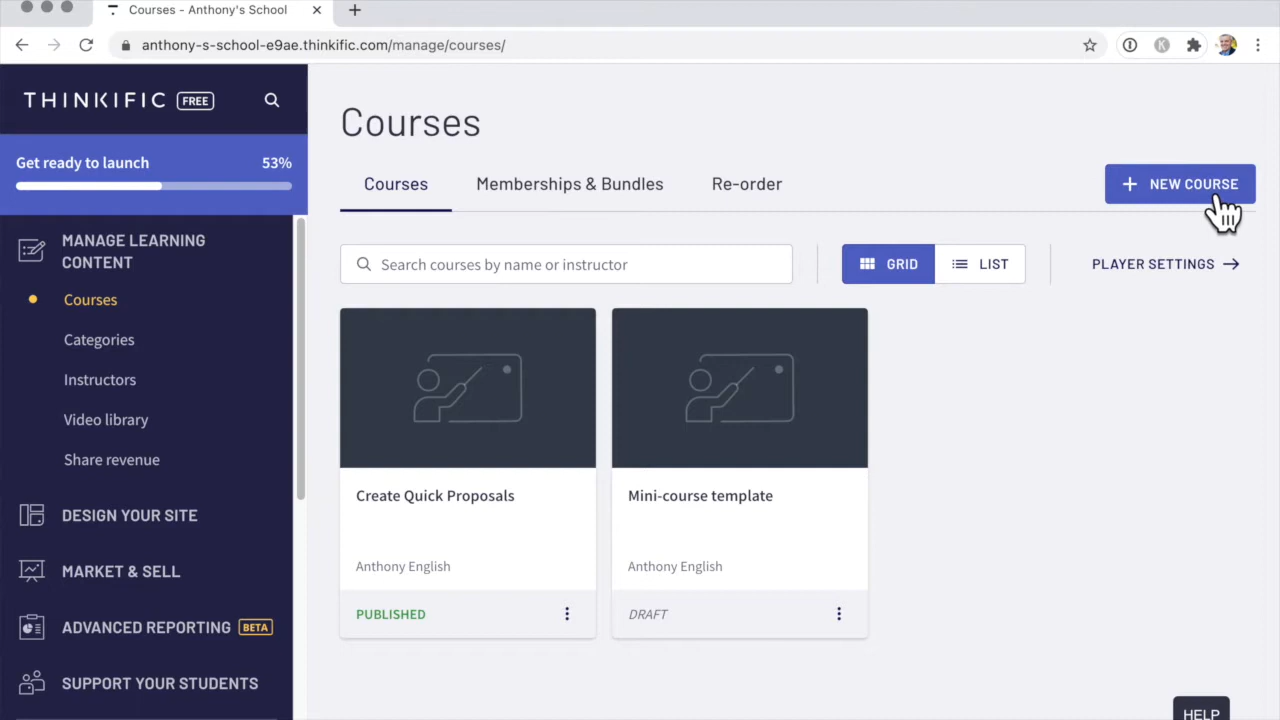 Courses - Anthony's School
anthony-s-school-e9ae.thinkific.com/manage/courses/
THINKIFIC FREE
Get ready to launch 53%
MANAGE LEARNING
CONTENT
Courses
Categories
Instructors
Video library
Share revenue
DESIGN YOUR SITE
MARKET & SELL
ADVANCED REPORTING BETA
SUPPORT YOUR STUDENTS
Courses
Courses Memberships & Bundles Re-order
+ NEW COURSE
Search courses by name or instructor
GRID LIST
PLAYER SETTINGS →
Create Quick Proposals
Anthony English
PUBLISHED
Mini-course template
Anthony English
DRAFT
HELP